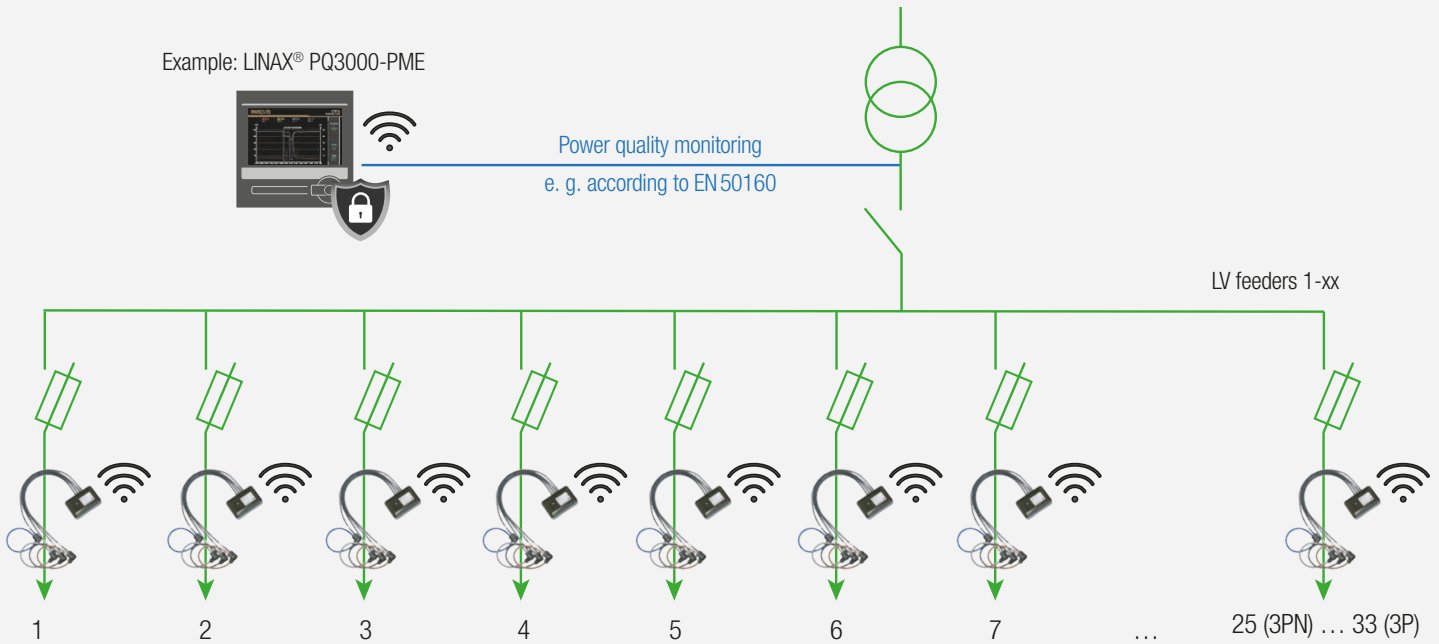 Example: LINAX® PQ3000-PME
Power quality monitoring
e. g. according to EN 50160
LV feeders 1-xx
1 2 3 4 5 6 7 … 25 (3PN) … 33 (3P)